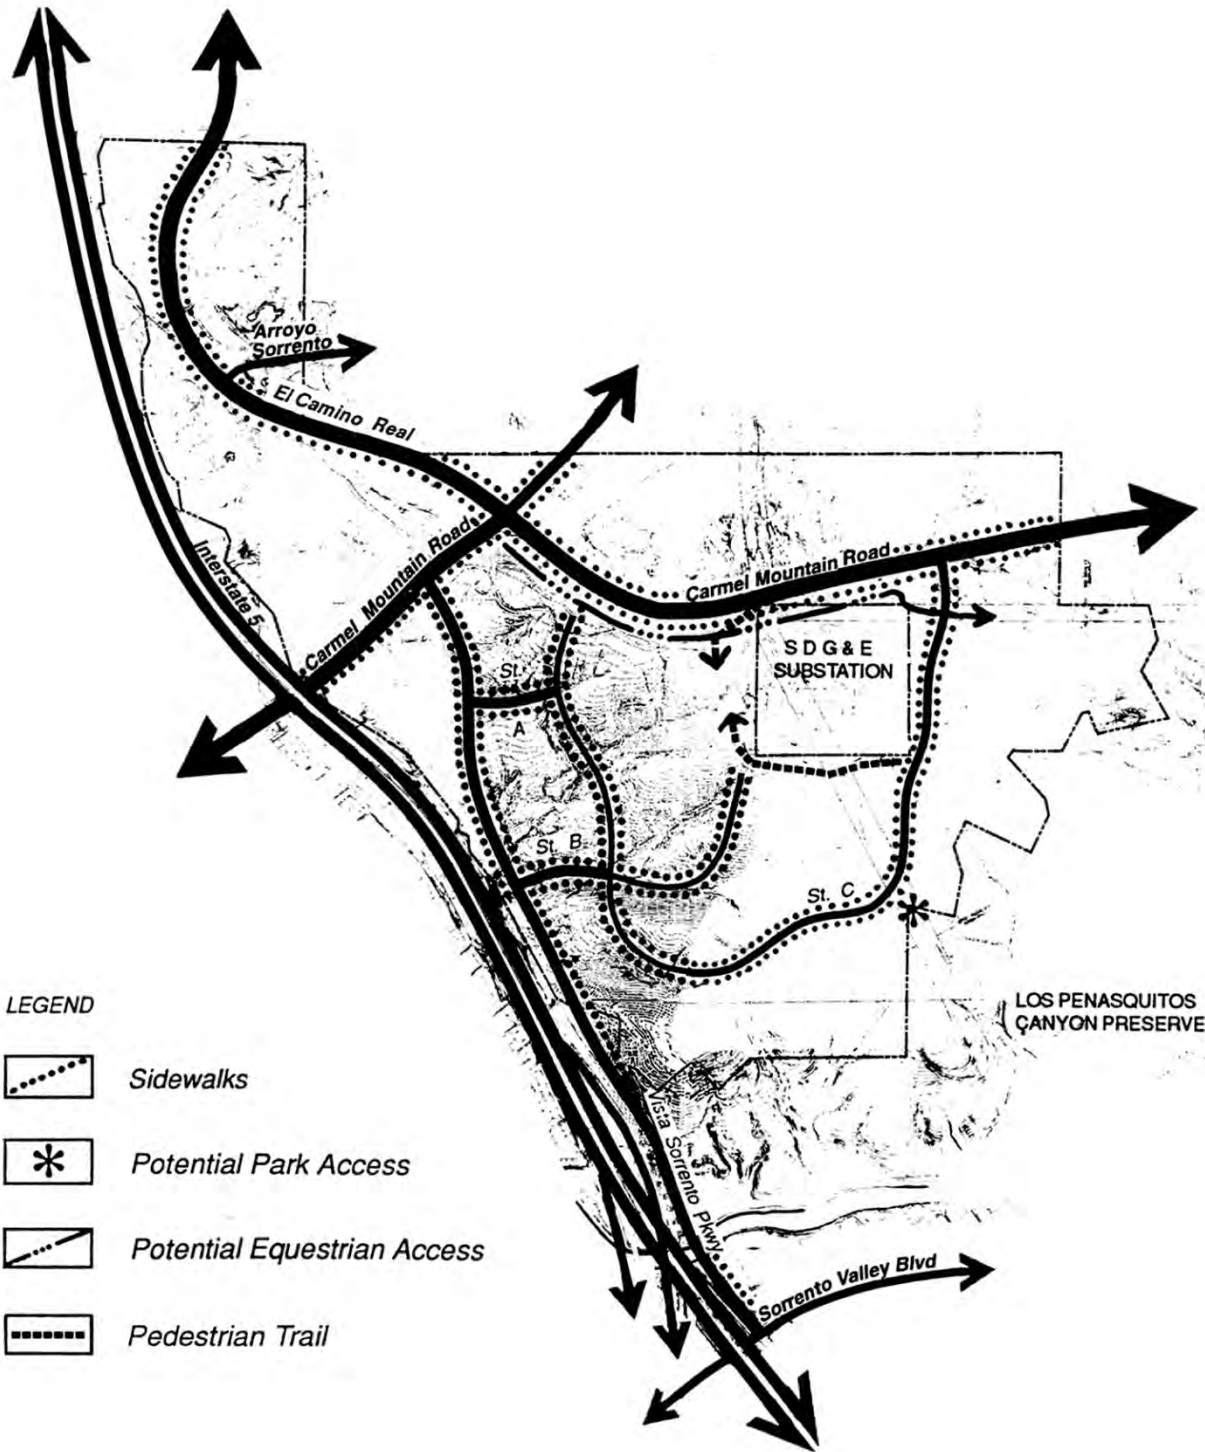 Arroyo
Sorrento
El Camino Real
Interstate 5
Carmel Mountain Road
Carmel Mountain Road
S D G & E
SUBSTATION
St.
A
St. B
St. C
LOS PENASQUITOS
CANYON PRESERVE
Vista Sorrento Pkwy
Sorrento Valley Blvd
LEGEND
Sidewalks
Potential Park Access
Potential Equestrian Access
Pedestrian Trail